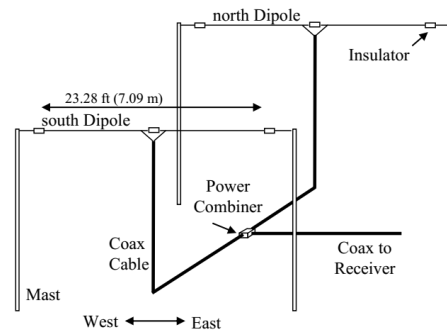 north Dipole
Insulator
23.28 ft (7.09 m)
south Dipole
Power
Combiner
Coax
Cable
Coax to
Receiver
Mast
West
East